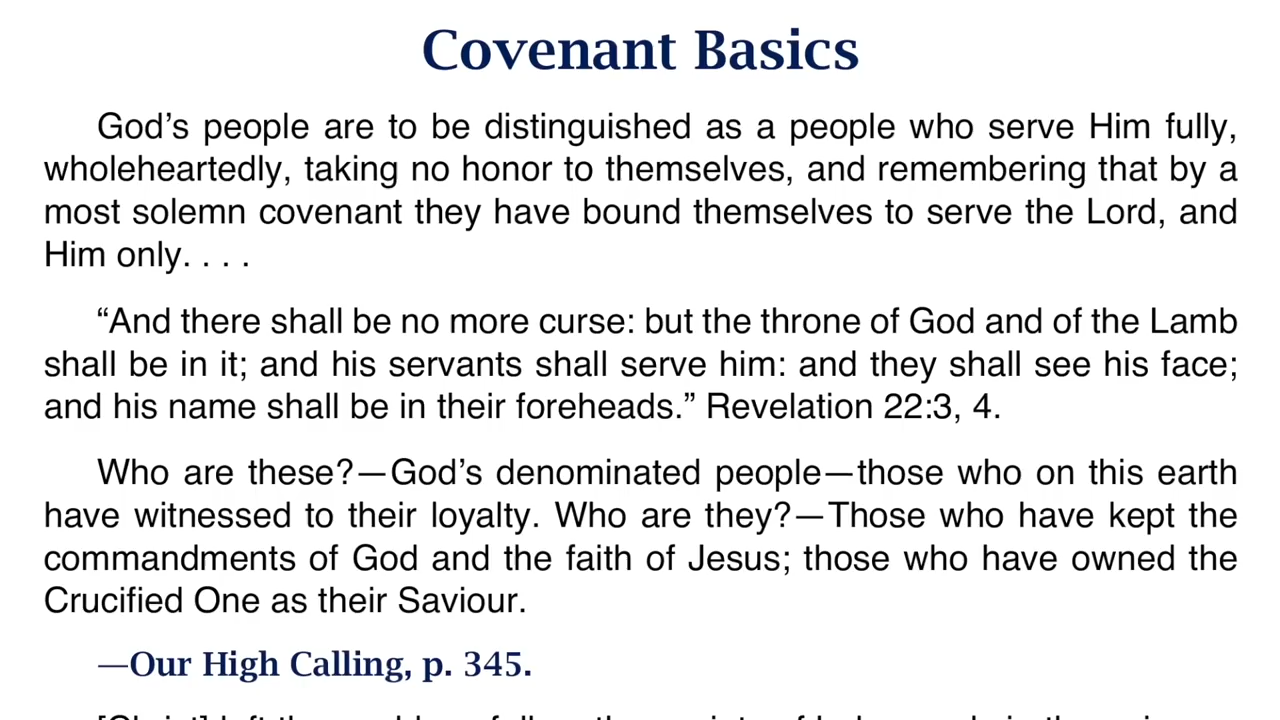 Covenant Basics
God’s people are to be distinguished as a people who serve Him fully,
wholeheartedly, taking no honor to themselves, and remembering that by a
most solemn covenant they have bound themselves to serve the Lord, and
Him only. . . .
“And there shall be no more curse: but the throne of God and of the Lamb
shall be in it; and his servants shall serve him: and they shall see his face;
and his name shall be in their foreheads.” Revelation 22:3, 4.
Who are these?—God’s denominated people—those who on this earth
have witnessed to their loyalty. Who are they?—Those who have kept the
commandments of God and the faith of Jesus; those who have owned the
Crucified One as their Saviour.
—Our High Calling, p. 345.
[Christ] left